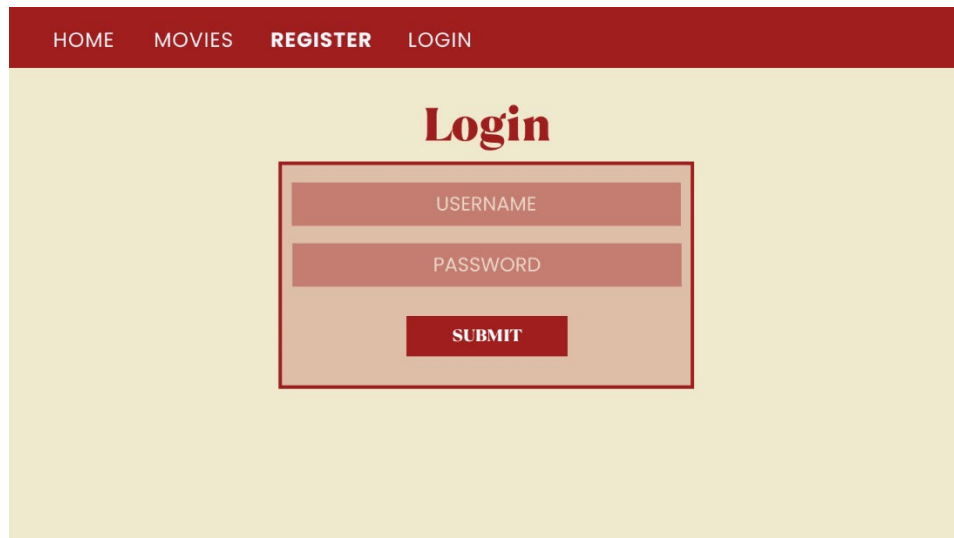 HOME MOVIES REGISTER LOGIN
Login
USERNAME
PASSWORD
SUBMIT